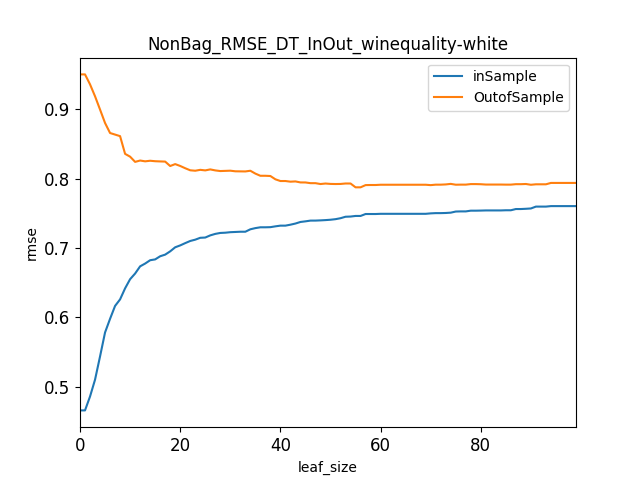 NonBag_RMSE_DT_InOut_winequality-white
inSample
OutofSample
0.9
0.8
0.7
0.6
0.5
rmse
0 20 40 60 80
leaf_size